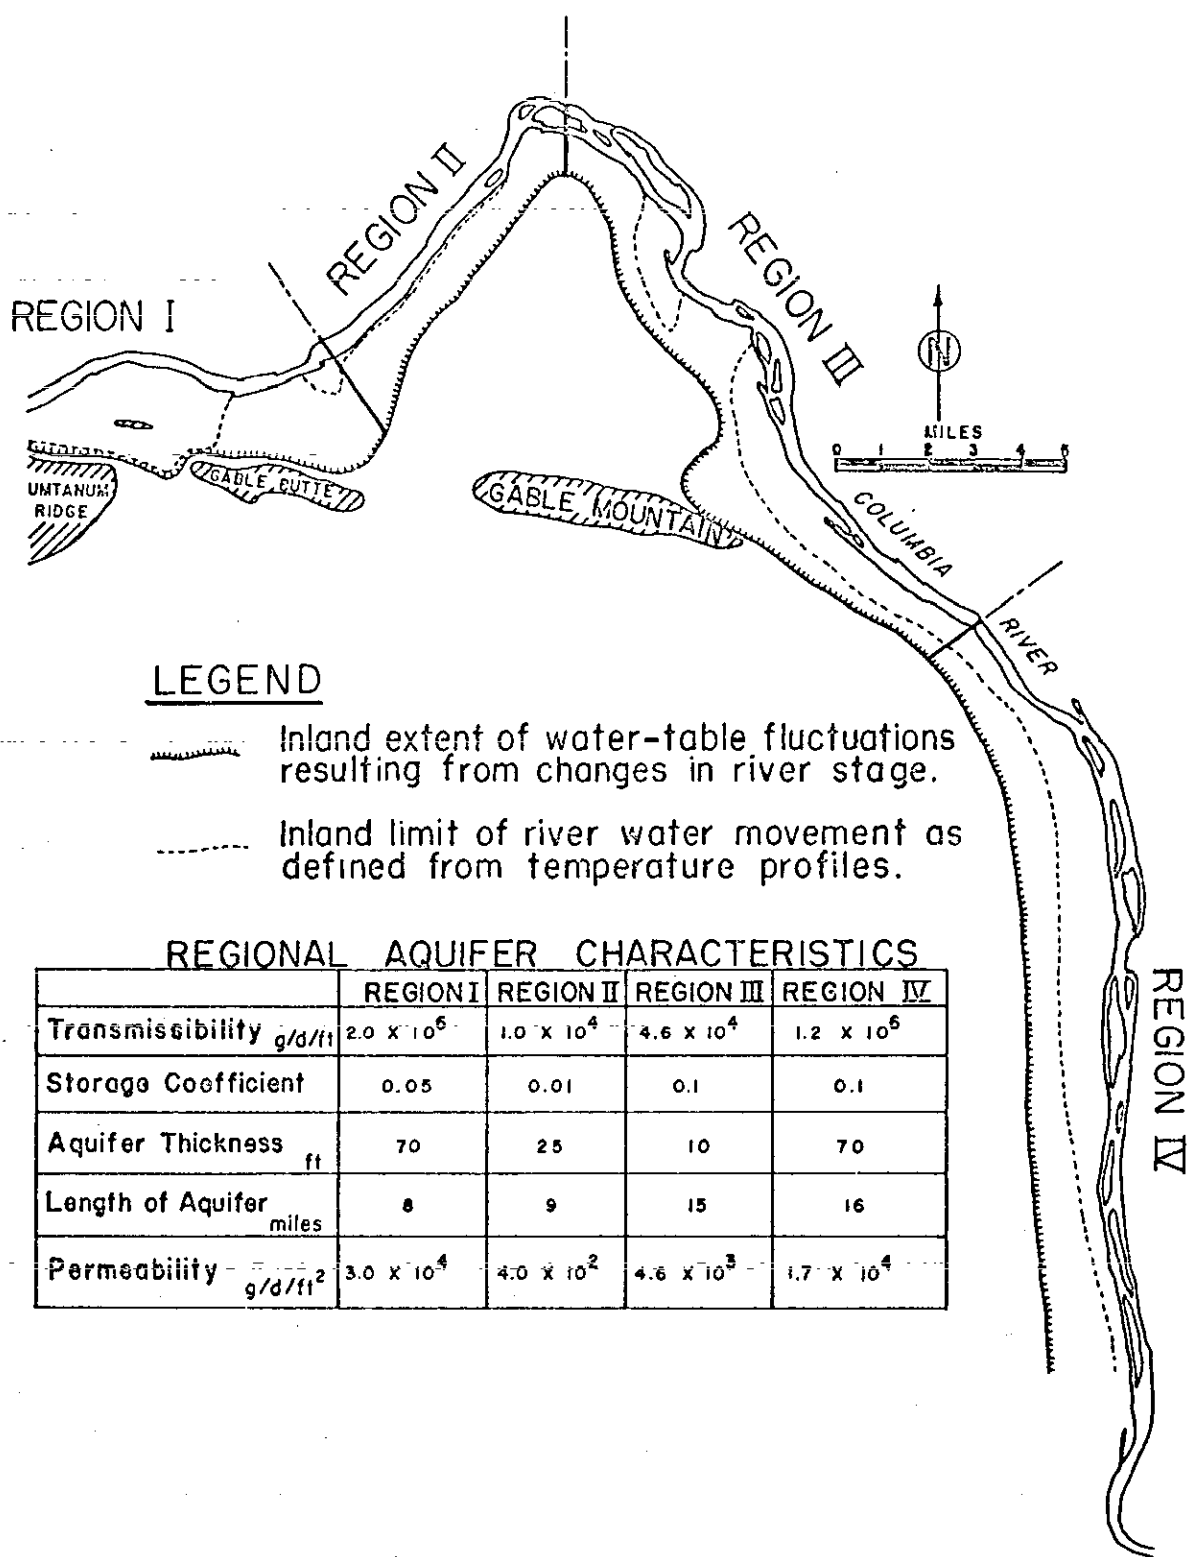 REGION II
REGION III
REGION I
N
MILES
0 1 2 3 4 5
UMTANUM
RIDGE
GABLE BUTTE
GABLE MOUNTAIN
COLUMBIA
RIVER
LEGEND
Inland extent of water-table fluctuations
resulting from changes in river stage.
Inland limit of river water movement as
defined from temperature profiles.
REGION IV
REGIONAL AQUIFER CHARACTERISTICS
REGION I REGION II REGION III REGION IV
Transmissibility g/d/ft 2.0 X 10⁶ 1.0 X 10⁴ 4.6 X 10⁴ 1.2 X 10⁶
Storage Coefficient 0.05 0.01 0.1 0.1
Aquifer Thickness ft 70 25 10 70
Length of Aquifer miles 8 9 15 16
Permeability g/d/ft² 3.0 X 10⁴ 4.0 X 10² 4.6 X 10³ 1.7 X 10⁴